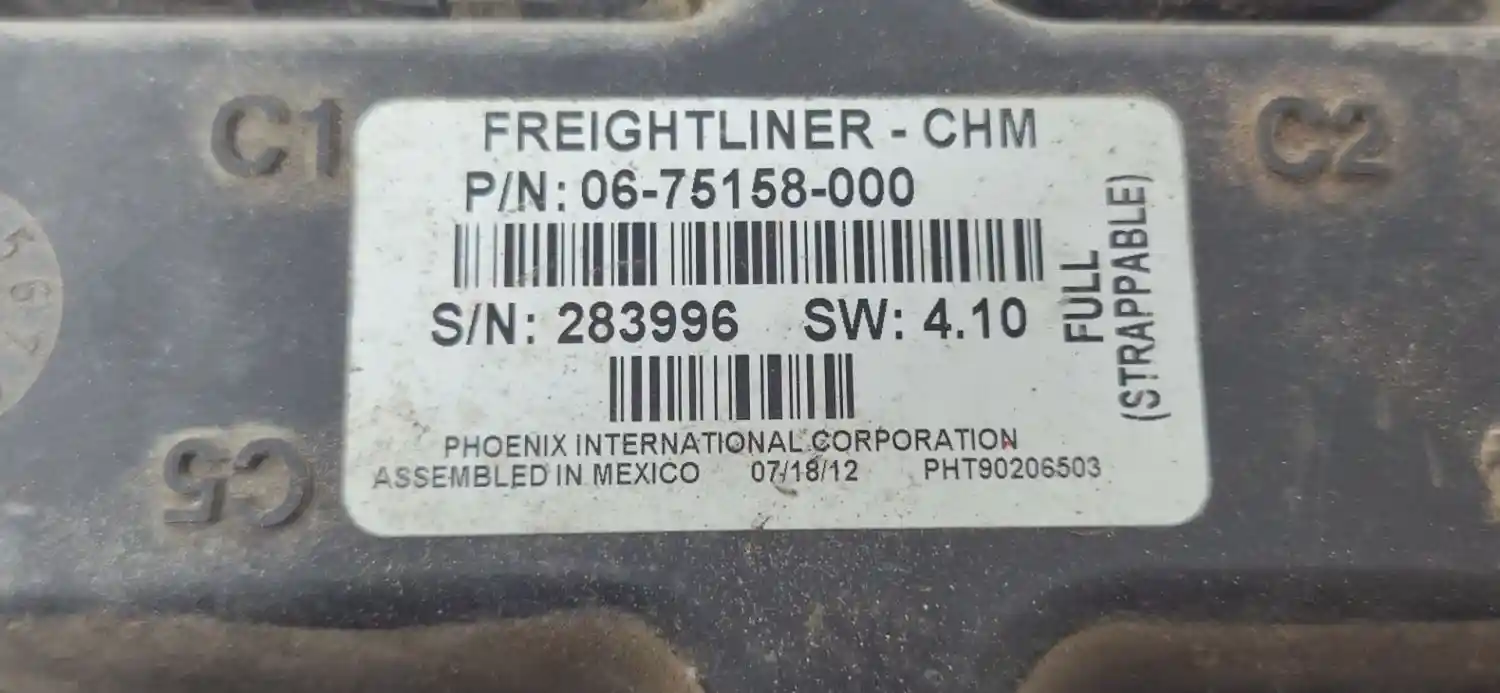 C1
C2
FREIGHTLINER - CHM
P/N: 06-75158-000
S/N: 283996 SW: 4.10
FULL
(STRAPPABLE)
PHOENIX INTERNATIONAL CORPORATION
ASSEMBLED IN MEXICO 07/18/12 PHT90206503
C5